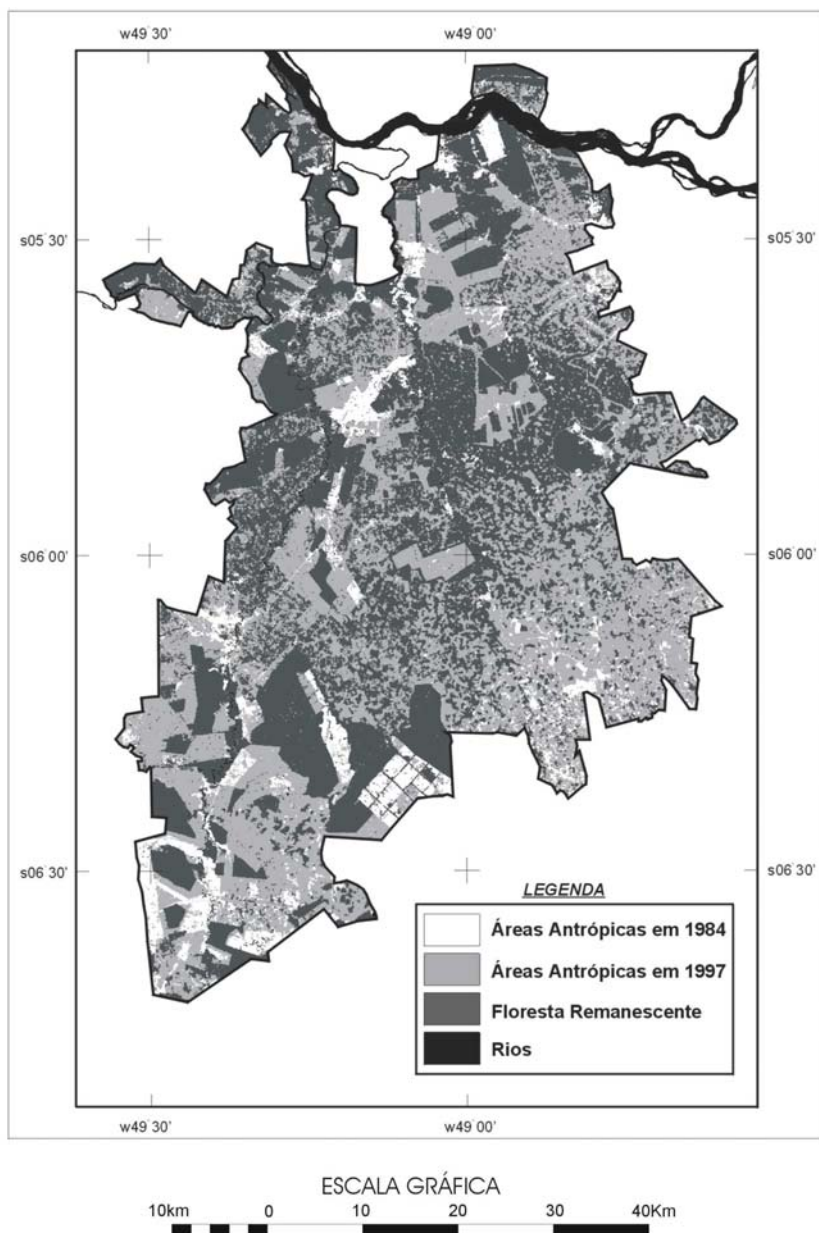 w49°30' w49°00'
s05°30' s05°30'
s06°00' s06°00'
s06°30' s06°30'
LEGENDA
Áreas Antrópicas em 1984
Áreas Antrópicas em 1997
Floresta Remanescente
Rios
w49°30' w49°00'
ESCALA GRÁFICA
10km 0 10 20 30 40Km